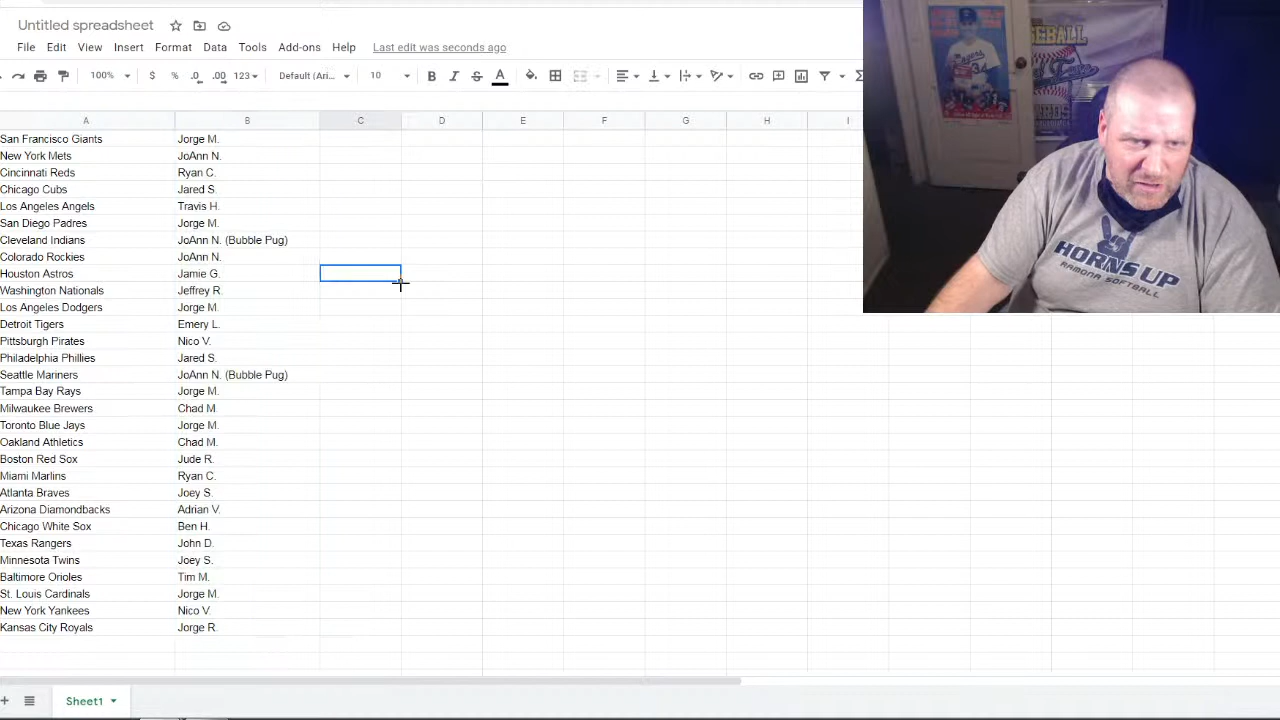 Untitled spreadsheet
File Edit View Insert Format Data Tools Add-ons Help Last edit was seconds ago
100% $ % .0 .00 123 Default (Ari... 10 B I S A
A B D E F G H I
San Francisco Giants Jorge M.
New York Mets JoAnn N.
Cincinnati Reds Ryan C.
Chicago Cubs Jared S.
Los Angeles Angels Travis H.
San Diego Padres Jorge M.
Cleveland Indians JoAnn N. (Bubble Pug)
Colorado Rockies JoAnn N.
Houston Astros Jamie G.
Washington Nationals Jeffrey R.
Los Angeles Dodgers Jorge M.
Detroit Tigers Emery L.
Pittsburgh Pirates Nico V.
Philadelphia Phillies Jared S.
Seattle Mariners JoAnn N. (Bubble Pug)
Tampa Bay Rays Jorge M.
Milwaukee Brewers Chad M.
Toronto Blue Jays Jorge M.
Oakland Athletics Chad M.
Boston Red Sox Jude R.
Miami Marlins Ryan C.
Atlanta Braves Joey S.
Arizona Diamondbacks Adrian V.
Chicago White Sox Ben H.
Texas Rangers John D.
Minnesota Twins Joey S.
Baltimore Orioles Tim M.
St. Louis Cardinals Jorge M.
New York Yankees Nico V.
Kansas City Royals Jorge R.
Sheet1
Dodgers
34
HORNS UP
RAMONA SOFTBALL